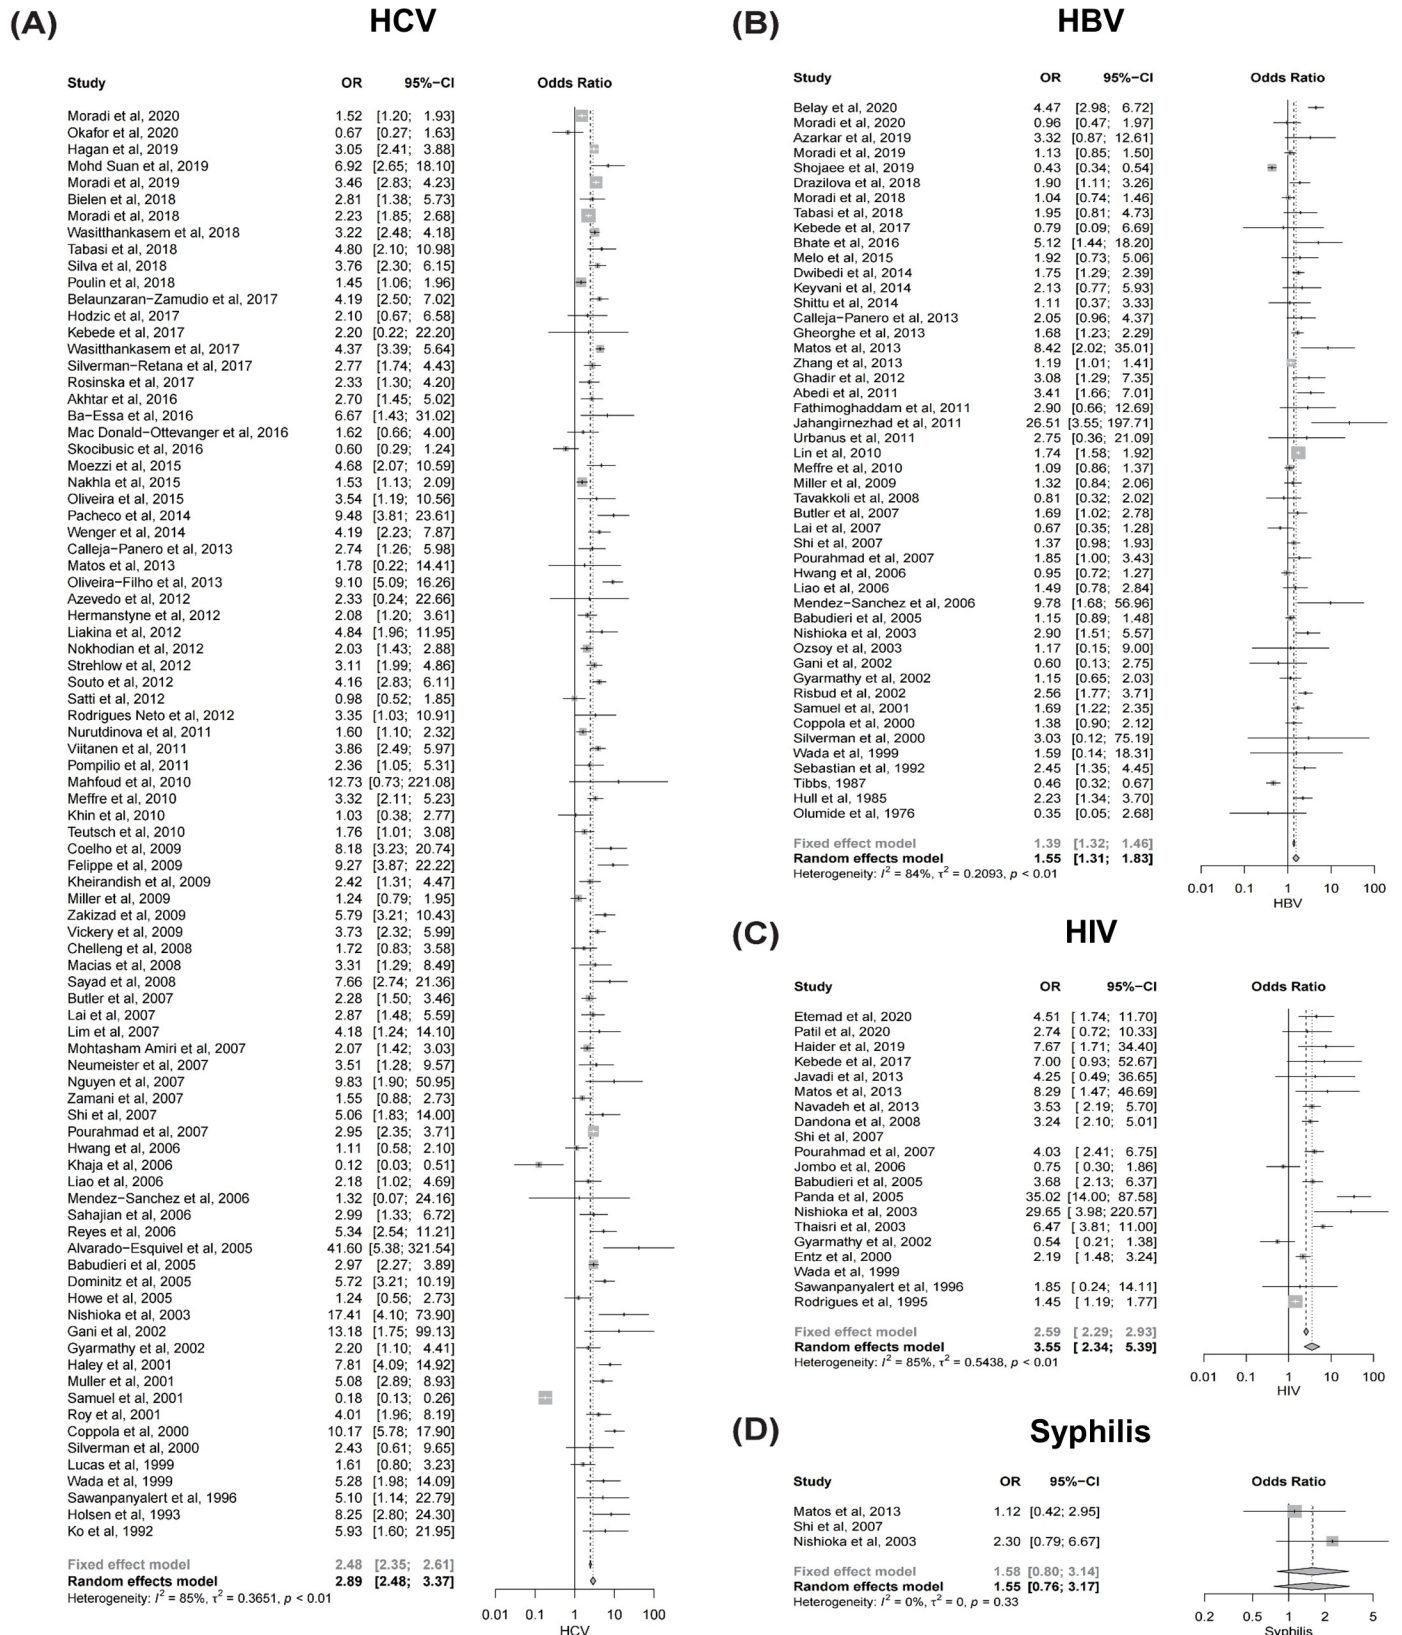 (A) HCV
Study OR 95%−CI Odds Ratio
Moradi et al, 2020 1.52 [1.20; 1.93]
Okafor et al, 2020 0.67 [0.27; 1.63]
Hagan et al, 2019 3.05 [2.41; 3.88]
Mohd Suan et al, 2019 6.92 [2.65; 18.10]
Moradi et al, 2019 3.46 [2.83; 4.23]
Bielen et al, 2018 2.81 [1.38; 5.73]
Moradi et al, 2018 2.23 [1.85; 2.68]
Wasitthankasem et al, 2018 3.22 [2.48; 4.18]
Tabasi et al, 2018 4.80 [2.10; 10.98]
Silva et al, 2018 3.76 [2.30; 6.15]
Poulin et al, 2018 1.45 [1.06; 1.96]
Belaunzaran−Zamudio et al, 2017 4.19 [2.50; 7.02]
Hodzic et al, 2017 2.10 [0.67; 6.58]
Kebede et al, 2017 2.20 [0.22; 22.20]
Wasitthankasem et al, 2017 4.37 [3.39; 5.64]
Silverman−Retana et al, 2017 2.77 [1.74; 4.43]
Rosinska et al, 2017 2.33 [1.30; 4.20]
Akhtar et al, 2016 2.70 [1.45; 5.02]
Ba−Essa et al, 2016 6.67 [1.43; 31.02]
Mac Donald−Ottevanger et al, 2016 1.62 [0.66; 4.00]
Skocibusic et al, 2016 0.60 [0.29; 1.24]
Moezzi et al, 2015 4.68 [2.07; 10.59]
Nakhla et al, 2015 1.53 [1.13; 2.09]
Oliveira et al, 2015 3.54 [1.19; 10.56]
Pacheco et al, 2014 9.48 [3.81; 23.61]
Wenger et al, 2014 4.19 [2.23; 7.87]
Calleja−Panero et al, 2013 2.74 [1.26; 5.98]
Matos et al, 2013 1.78 [0.22; 14.41]
Oliveira−Filho et al, 2013 9.10 [5.09; 16.26]
Azevedo et al, 2012 2.33 [0.24; 22.66]
Hermanstyne et al, 2012 2.08 [1.20; 3.61]
Liakina et al, 2012 4.84 [1.96; 11.95]
Nokhodian et al, 2012 2.03 [1.43; 2.88]
Strehlow et al, 2012 3.11 [1.99; 4.86]
Souto et al, 2012 4.16 [2.83; 6.11]
Satti et al, 2012 0.98 [0.52; 1.85]
Rodrigues Neto et al, 2012 3.35 [1.03; 10.91]
Nurutdinova et al, 2011 1.60 [1.10; 2.32]
Viitanen et al, 2011 3.86 [2.49; 5.97]
Pompilio et al, 2011 2.36 [1.05; 5.31]
Mahfoud et al, 2010 12.73 [0.73; 221.08]
Meffre et al, 2010 3.32 [2.11; 5.23]
Khin et al, 2010 1.03 [0.38; 2.77]
Teutsch et al, 2010 1.76 [1.01; 3.08]
Coelho et al, 2009 8.18 [3.23; 20.74]
Felippe et al, 2009 9.27 [3.87; 22.22]
Kheirandish et al, 2009 2.42 [1.31; 4.47]
Miller et al, 2009 1.24 [0.79; 1.95]
Zakizad et al, 2009 5.79 [3.21; 10.43]
Vickery et al, 2009 3.73 [2.32; 5.99]
Chelleng et al, 2008 1.72 [0.83; 3.58]
Macias et al, 2008 3.31 [1.29; 8.49]
Sayad et al, 2008 7.66 [2.74; 21.36]
Butler et al, 2007 2.28 [1.50; 3.46]
Lai et al, 2007 2.87 [1.48; 5.59]
Lim et al, 2007 4.18 [1.24; 14.10]
Mohtasham Amiri et al, 2007 2.07 [1.42; 3.03]
Neumeister et al, 2007 3.51 [1.28; 9.57]
Nguyen et al, 2007 9.83 [1.90; 50.95]
Zamani et al, 2007 1.55 [0.88; 2.73]
Shi et al, 2007 5.06 [1.83; 14.00]
Pourahmad et al, 2007 2.95 [2.35; 3.71]
Hwang et al, 2006 1.11 [0.58; 2.10]
Khaja et al, 2006 0.12 [0.03; 0.51]
Liao et al, 2006 2.18 [1.02; 4.69]
Mendez−Sanchez et al, 2006 1.32 [0.07; 24.16]
Sahajian et al, 2006 2.99 [1.33; 6.72]
Reyes et al, 2006 5.34 [2.54; 11.21]
Alvarado−Esquivel et al, 2005 41.60 [5.38; 321.54]
Babudieri et al, 2005 2.97 [2.27; 3.89]
Dominitz et al, 2005 5.72 [3.21; 10.19]
Howe et al, 2005 1.24 [0.56; 2.73]
Nishioka et al, 2003 17.41 [4.10; 73.90]
Gani et al, 2002 13.18 [1.75; 99.13]
Gyarmathy et al, 2002 2.20 [1.10; 4.41]
Haley et al, 2001 7.81 [4.09; 14.92]
Muller et al, 2001 5.08 [2.89; 8.93]
Samuel et al, 2001 0.18 [0.13; 0.26]
Roy et al, 2001 4.01 [1.96; 8.19]
Coppola et al, 2000 10.17 [5.78; 17.90]
Silverman et al, 2000 2.43 [0.61; 9.65]
Lucas et al, 1999 1.61 [0.80; 3.23]
Wada et al, 1999 5.28 [1.98; 14.09]
Sawanpanyalert et al, 1996 5.10 [1.14; 22.79]
Holsen et al, 1993 8.25 [2.80; 24.30]
Ko et al, 1992 5.93 [1.60; 21.95]
Fixed effect model 2.48 [2.35; 2.61]
Random effects model 2.89 [2.48; 3.37]
Heterogeneity: I² = 85%, τ² = 0.3651, p < 0.01
0.01 0.1 1 10 100
HCV
(B) HBV
Study OR 95%−CI Odds Ratio
Belay et al, 2020 4.47 [2.98; 6.72]
Moradi et al, 2020 0.96 [0.47; 1.97]
Azarkar et al, 2019 3.32 [0.87; 12.61]
Moradi et al, 2019 1.13 [0.85; 1.50]
Shojaee et al, 2019 0.43 [0.34; 0.54]
Drazilova et al, 2018 1.90 [1.11; 3.26]
Moradi et al, 2018 1.04 [0.74; 1.46]
Tabasi et al, 2018 1.95 [0.81; 4.73]
Kebede et al, 2017 0.79 [0.09; 6.69]
Bhate et al, 2016 5.12 [1.44; 18.20]
Melo et al, 2015 1.92 [0.73; 5.06]
Dwibedi et al, 2014 1.75 [1.29; 2.39]
Keyvani et al, 2014 2.13 [0.77; 5.93]
Shittu et al, 2014 1.11 [0.37; 3.33]
Calleja−Panero et al, 2013 2.05 [0.96; 4.37]
Gheorghe et al, 2013 1.68 [1.23; 2.29]
Matos et al, 2013 8.42 [2.02; 35.01]
Zhang et al, 2013 1.19 [1.01; 1.41]
Ghadir et al, 2012 3.08 [1.29; 7.35]
Abedi et al, 2011 3.41 [1.66; 7.01]
Fathimoghaddam et al, 2011 2.90 [0.66; 12.69]
Jahangirnezhad et al, 2011 26.51 [3.55; 197.71]
Urbanus et al, 2011 2.75 [0.36; 21.09]
Lin et al, 2010 1.74 [1.58; 1.92]
Meffre et al, 2010 1.09 [0.86; 1.37]
Miller et al, 2009 1.32 [0.84; 2.06]
Tavakkoli et al, 2008 0.81 [0.32; 2.02]
Butler et al, 2007 1.69 [1.02; 2.78]
Lai et al, 2007 0.67 [0.35; 1.28]
Shi et al, 2007 1.37 [0.98; 1.93]
Pourahmad et al, 2007 1.85 [1.00; 3.43]
Hwang et al, 2006 0.95 [0.72; 1.27]
Liao et al, 2006 1.49 [0.78; 2.84]
Mendez−Sanchez et al, 2006 9.78 [1.68; 56.96]
Babudieri et al, 2005 1.15 [0.89; 1.48]
Nishioka et al, 2003 2.90 [1.51; 5.57]
Ozsoy et al, 2003 1.17 [0.15; 9.00]
Gani et al, 2002 0.60 [0.13; 2.75]
Gyarmathy et al, 2002 1.15 [0.65; 2.03]
Risbud et al, 2002 2.56 [1.77; 3.71]
Samuel et al, 2001 1.69 [1.22; 2.35]
Coppola et al, 2000 1.38 [0.90; 2.12]
Silverman et al, 2000 3.03 [0.12; 75.19]
Wada et al, 1999 1.59 [0.14; 18.31]
Sebastian et al, 1992 2.45 [1.35; 4.45]
Tibbs, 1987 0.46 [0.32; 0.67]
Hull et al, 1985 2.23 [1.34; 3.70]
Olumide et al, 1976 0.35 [0.05; 2.68]
Fixed effect model 1.39 [1.32; 1.46]
Random effects model 1.55 [1.31; 1.83]
Heterogeneity: I² = 84%, τ² = 0.2093, p < 0.01
0.01 0.1 1 10 100
HBV
(C) HIV
Study OR 95%−CI Odds Ratio
Etemad et al, 2020 4.51 [ 1.74; 11.70]
Patil et al, 2020 2.74 [ 0.72; 10.33]
Haider et al, 2019 7.67 [ 1.71; 34.40]
Kebede et al, 2017 7.00 [ 0.93; 52.67]
Javadi et al, 2013 4.25 [ 0.49; 36.65]
Matos et al, 2013 8.29 [ 1.47; 46.69]
Navadeh et al, 2013 3.53 [ 2.19; 5.70]
Dandona et al, 2008 3.24 [ 2.10; 5.01]
Shi et al, 2007
Pourahmad et al, 2007 4.03 [ 2.41; 6.75]
Jombo et al, 2006 0.75 [ 0.30; 1.86]
Babudieri et al, 2005 3.68 [ 2.13; 6.37]
Panda et al, 2005 35.02 [14.00; 87.58]
Nishioka et al, 2003 29.65 [ 3.98; 220.57]
Thaisri et al, 2003 6.47 [ 3.81; 11.00]
Gyarmathy et al, 2002 0.54 [ 0.21; 1.38]
Entz et al, 2000 2.19 [ 1.48; 3.24]
Wada et al, 1999
Sawanpanyalert et al, 1996 1.85 [ 0.24; 14.11]
Rodrigues et al, 1995 1.45 [ 1.19; 1.77]
Fixed effect model 2.59 [ 2.29; 2.93]
Random effects model 3.55 [ 2.34; 5.39]
Heterogeneity: I² = 85%, τ² = 0.5438, p < 0.01
0.01 0.1 1 10 100
HIV
(D) Syphilis
Study OR 95%−CI Odds Ratio
Matos et al, 2013 1.12 [0.42; 2.95]
Shi et al, 2007
Nishioka et al, 2003 2.30 [0.79; 6.67]
Fixed effect model 1.58 [0.80; 3.14]
Random effects model 1.55 [0.76; 3.17]
Heterogeneity: I² = 0%, τ² = 0, p = 0.33
0.2 0.5 1 2 5
Syphilis